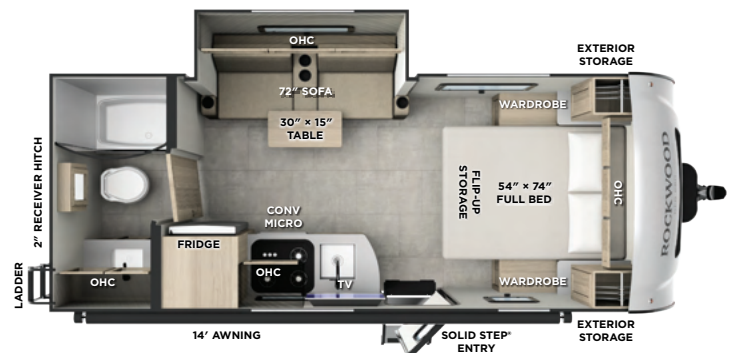 OHC
72" SOFA
30" × 15"
TABLE
EXTERIOR
STORAGE
WARDROBE
FLIP-UP
STORAGE
54" × 74"
FULL BED
OHC
ROCKWOOD
2" RECEIVER HITCH
CONV
MICRO
FRIDGE
OHC
TV
WARDROBE
LADDER
OHC
14' AWNING
SOLID STEP®
ENTRY
EXTERIOR
STORAGE